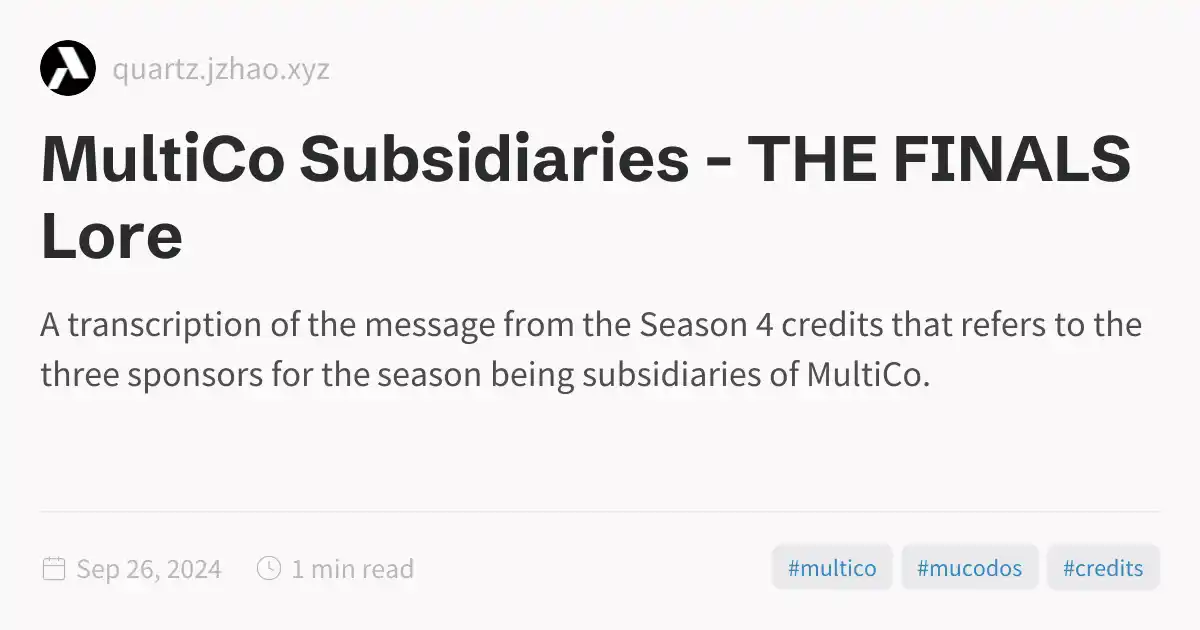 quartz.jzhao.xyz
MultiCo Subsidiaries - THE FINALS
Lore
A transcription of the message from the Season 4 credits that refers to the
three sponsors for the season being subsidiaries of MultiCo.
Sep 26, 2024 1 min read #multico #mucodos #credits